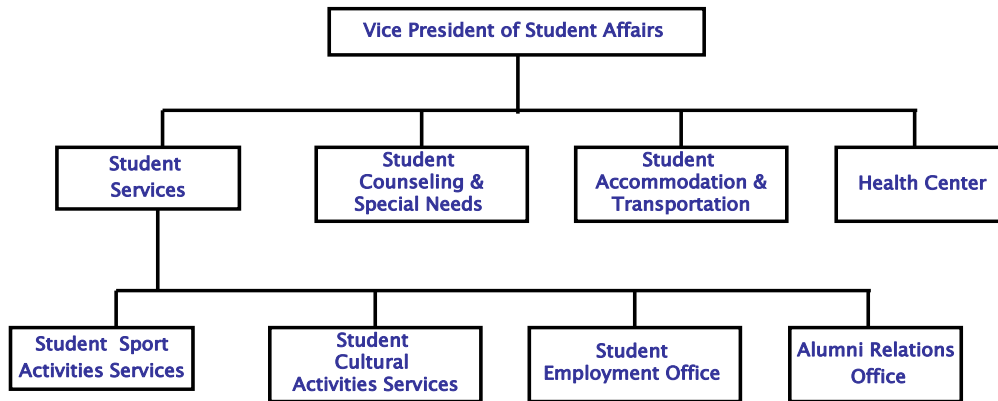 Vice President of Student Affairs
Student
Services
Student
Counseling &
Special Needs
Student
Accommodation &
Transportation
Health Center
Student  Sport
Activities Services
Student
Cultural
Activities Services
Student
Employment Office
Alumni Relations
Office